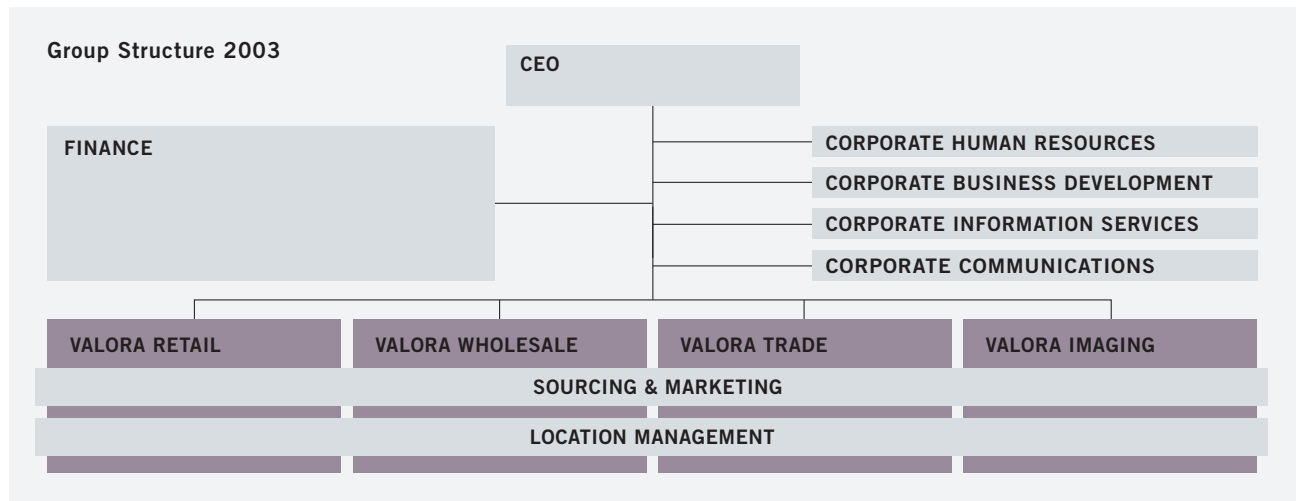 Group Structure 2003
CEO
FINANCE
CORPORATE HUMAN RESOURCES
CORPORATE BUSINESS DEVELOPMENT
CORPORATE INFORMATION SERVICES
CORPORATE COMMUNICATIONS
VALORA RETAIL
VALORA WHOLESALE
VALORA TRADE
VALORA IMAGING
SOURCING & MARKETING
LOCATION MANAGEMENT